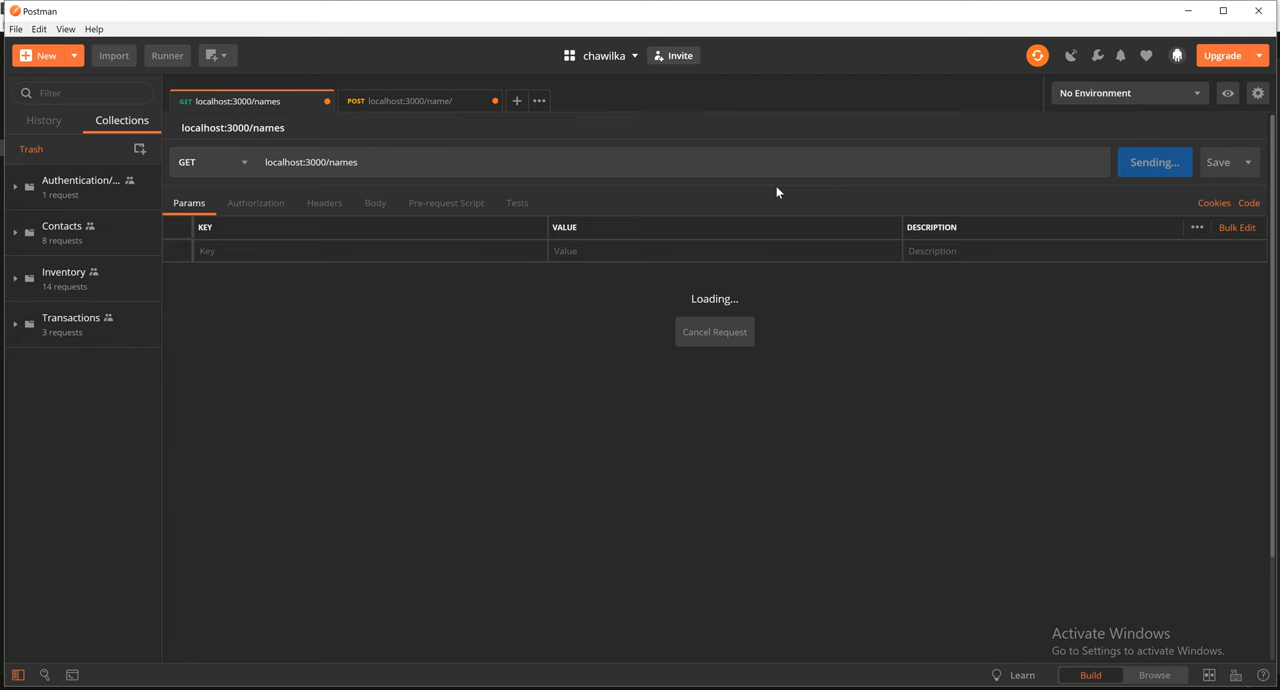 Postman
File Edit View Help
New Import Runner chawilka Invite Upgrade
Filter
History Collections
Trash
Authentication/...
1 request
Contacts
8 requests
Inventory
14 requests
Transactions
3 requests
GET localhost:3000/names POST localhost:3000/name/ No Environment
localhost:3000/names
GET localhost:3000/names Sending... Save
Params Authorization Headers Body Pre-request Script Tests Cookies Code
KEY VALUE DESCRIPTION Bulk Edit
Key Value Description
Loading...
Cancel Request
Activate Windows
Go to Settings to activate Windows.
Learn Build Browse